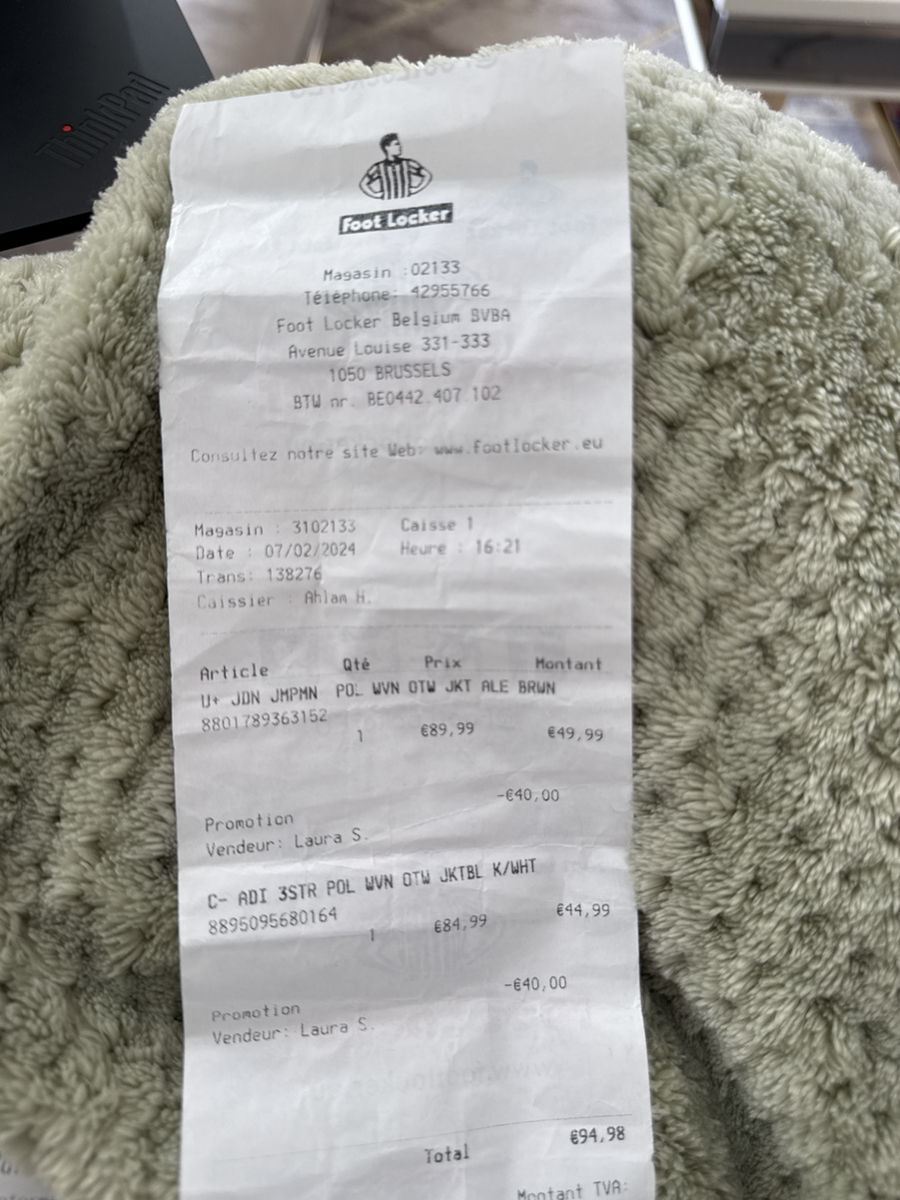 ThinkPad
Foot Locker
Magasin :02133
Téléphone: 42955766
Foot Locker Belgium BVBA
Avenue Louise 331-333
1050 BRUSSELS
BTW nr. BE0442.407.102
Consultez notre site Web: www.footlocker.eu
Magasin : 3102133 Caisse 1
Date : 07/02/2024 Heure : 16:21
Trans: 138276
Caissier : Ahlam H.
Article Qté Prix Montant
U+ JDN JMPMN POL WVN OTW JKT ALE BRWN
8801789363152
1 €89,99 €49,99
-€40,00
Promotion
Vendeur: Laura S.
C- ADI 3STR POL WVN OTW JKTBL K/WHT
8895095680164
1 €84,99 €44,99
-€40,00
Promotion
Vendeur: Laura S.
Total €94,98
Montant TVA: